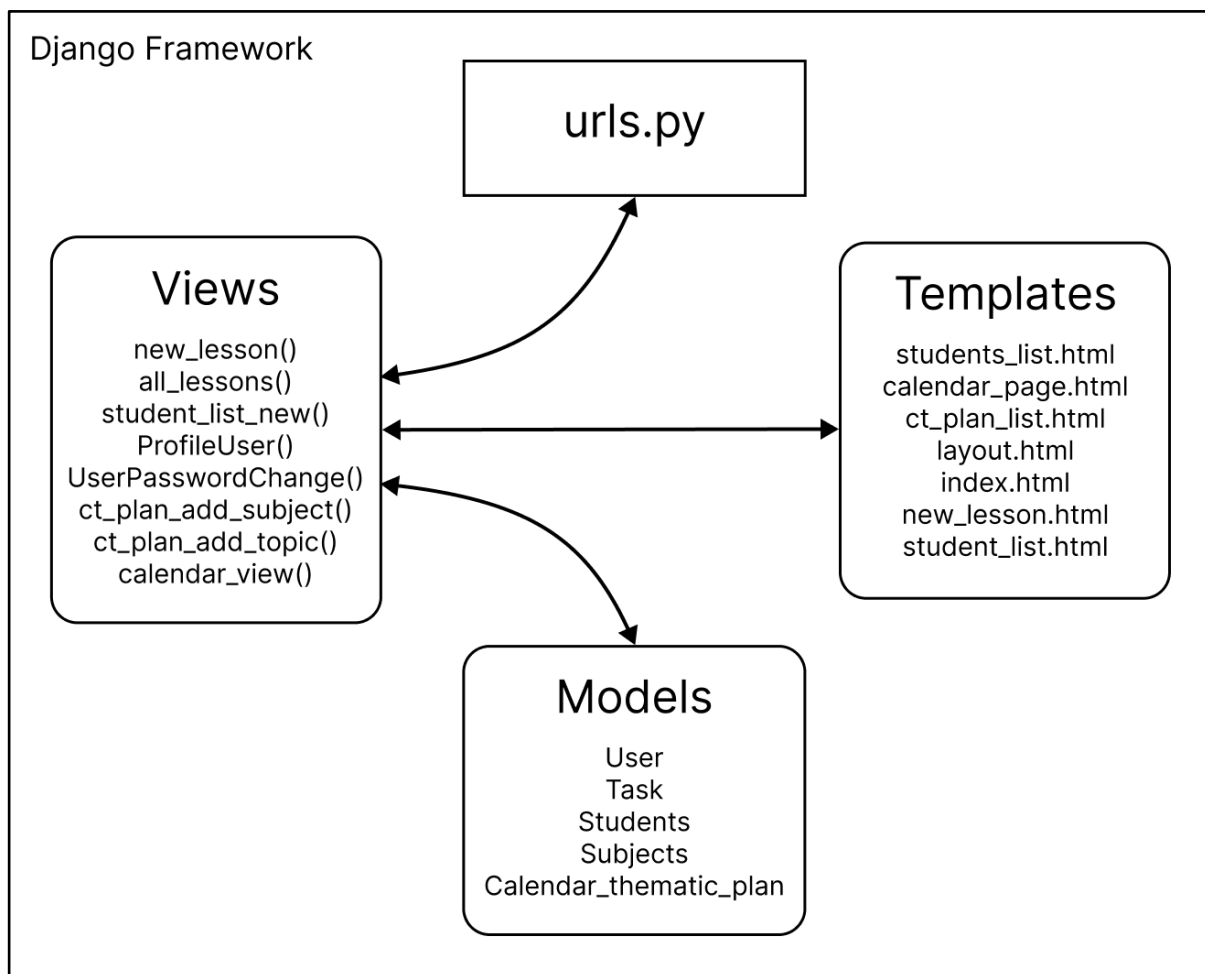 Django Framework
urls.py
Views
new_lesson()
all_lessons()
student_list_new()
ProfileUser()
UserPasswordChange()
ct_plan_add_subject()
ct_plan_add_topic()
calendar_view()
Templates
students_list.html
calendar_page.html
ct_plan_list.html
layout.html
index.html
new_lesson.html
student_list.html
Models
User
Task
Students
Subjects
Calendar_thematic_plan